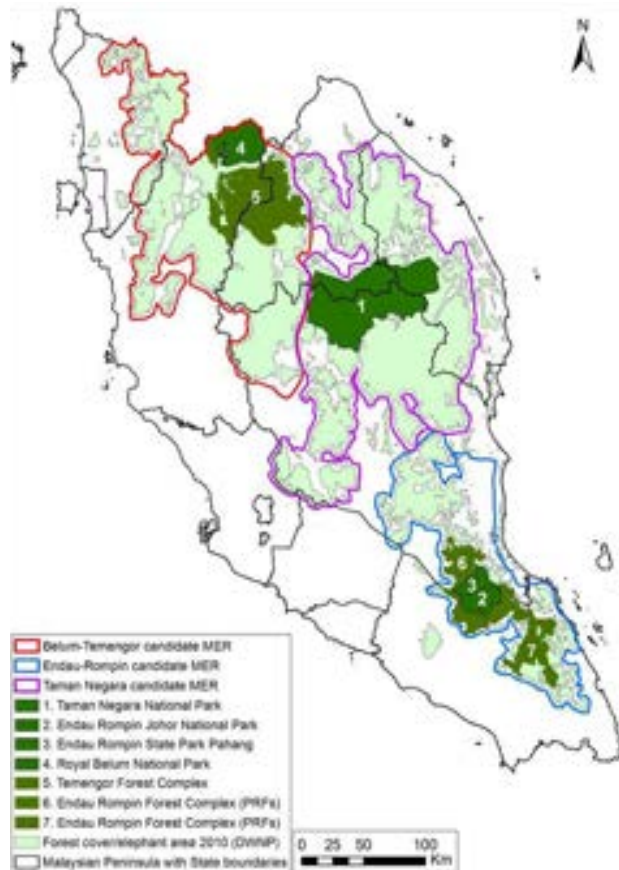 N
4
5
1
6
3
2
7
Belum-Temengor candidate MER
Endau-Rompin candidate MER
Taman Negara candidate MER
1. Taman Negara National Park
2. Endau Rompin Johor National Park
3. Endau Rompin State Park Pahang
4. Royal Belum National Park
5. Temengor Forest Complex
6. Endau Rompin Forest Complex (PRFs)
7. Endau Rompin Forest Complex (PRFs)
Forest cover/elephant area 2010 (DWNP)
Malaysian Peninsula with State boundaries
0 25 50 100
Km